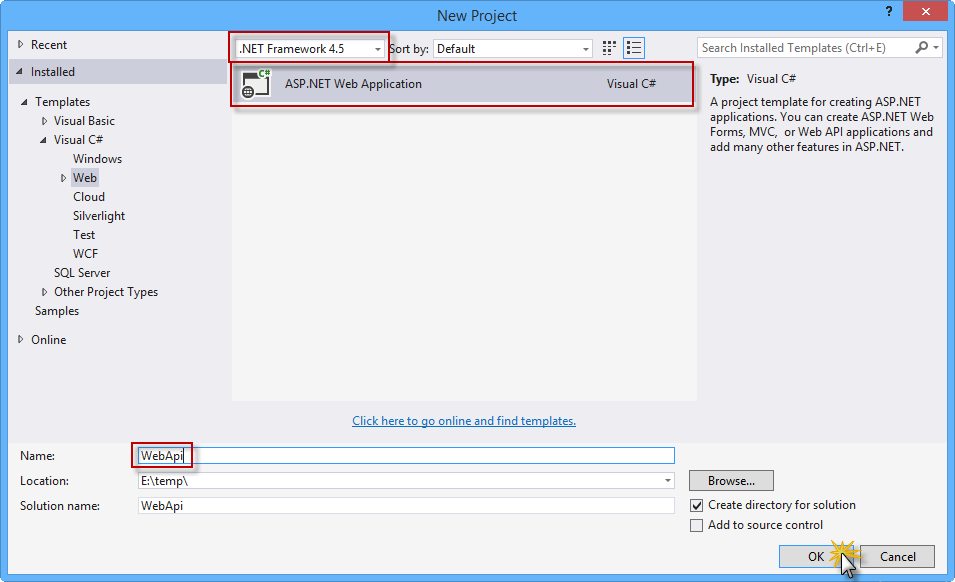 New Project
?
Recent
Installed
Templates
Visual Basic
Visual C#
Windows
Web
Cloud
Silverlight
Test
WCF
SQL Server
Other Project Types
Samples
Online
.NET Framework 4.5
Sort by: Default
C#
ASP.NET Web Application Visual C#
Click here to go online and find templates.
Search Installed Templates (Ctrl+E)
Type: Visual C#
A project template for creating ASP.NET
applications. You can create ASP.NET Web
Forms, MVC, or Web API applications and
add many other features in ASP.NET.
Name: WebApi
Location: E:\temp\
Solution name: WebApi
Browse...
Create directory for solution
Add to source control
OK Cancel